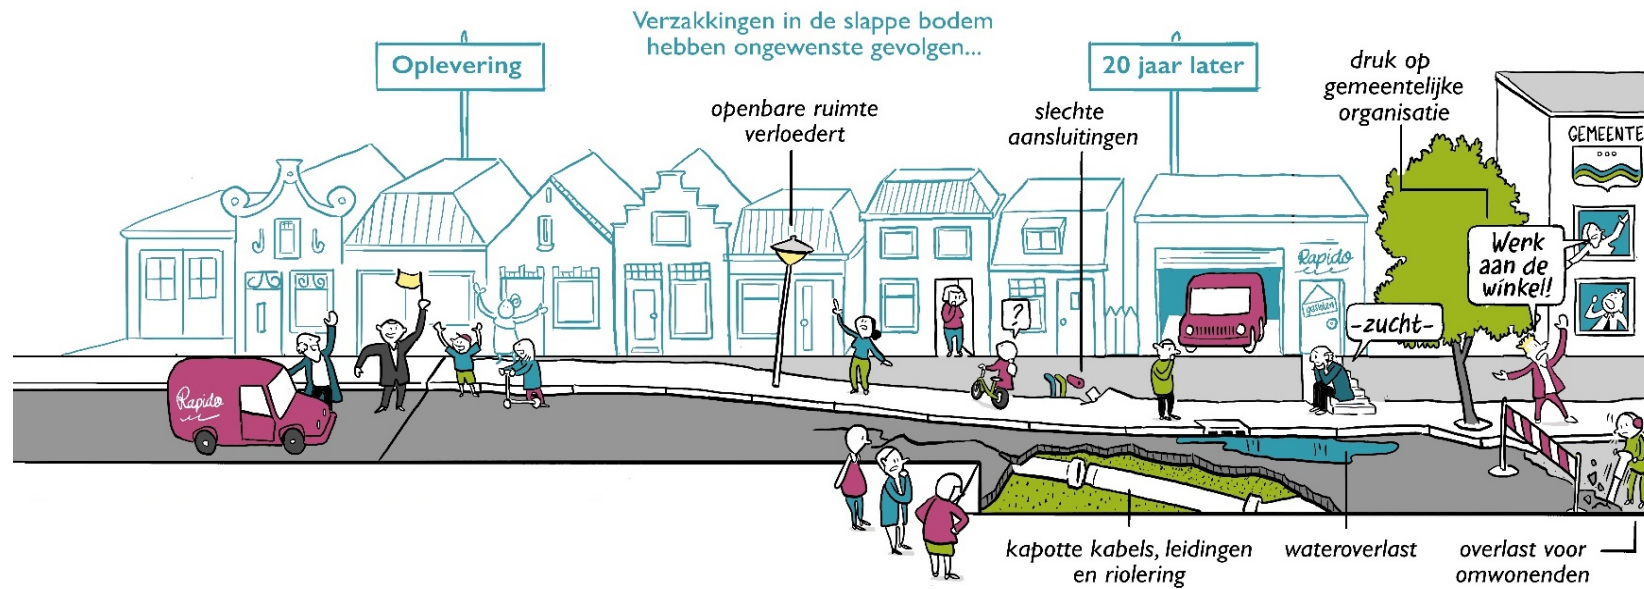 Verzakkingen in de slappe bodem
hebben ongewenste gevolgen...
Oplevering
20 jaar later
openbare ruimte
verloedert
slechte
aansluitingen
druk op
gemeentelijke
organisatie
GEMEENTE
Werk
aan de
winkel!
Rapido
gesloten
?
-zucht-
Rapido
kapotte kabels, leidingen
en riolering
wateroverlast
overlast voor
omwonenden